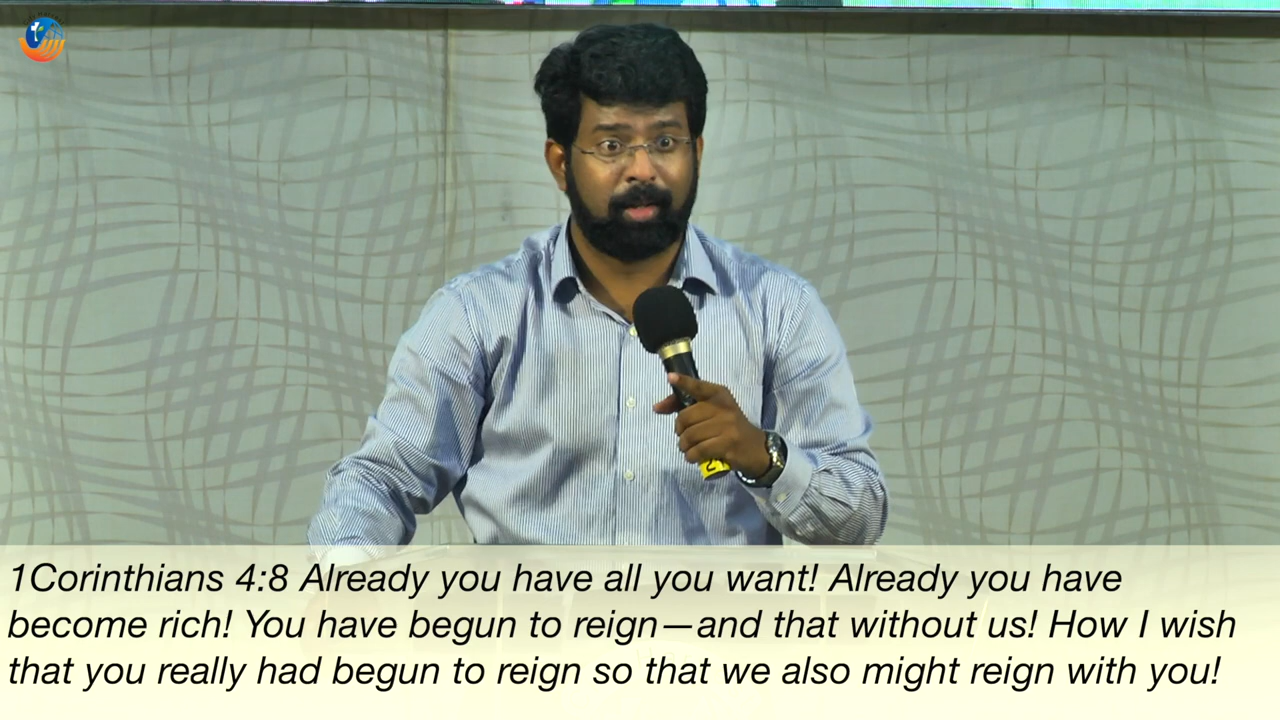 1Corinthians 4:8 Already you have all you want! Already you have
become rich! You have begun to reign—and that without us! How I wish
that you really had begun to reign so that we also might reign with you!